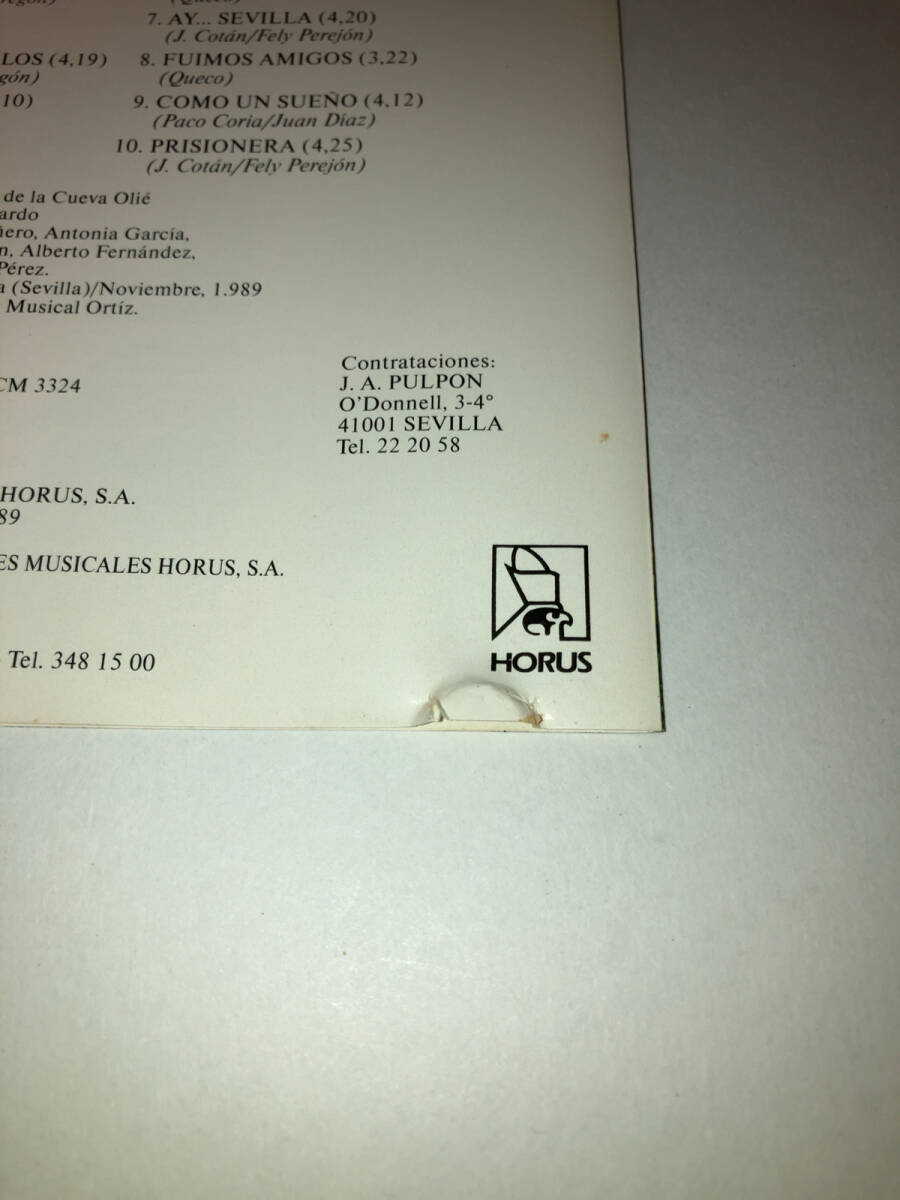 (Queco)
7. AY... SEVILLA (4,20)
(J. Cotán/Fely Perejón)
LOS (4,19)
8. FUIMOS AMIGOS (3,22)
(Queco)
10)
9. COMO UN SUEÑO (4,12)
(Paco Coria/Juan Díaz)
10. PRISIONERA (4,25)
(J. Cotán/Fely Perejón)
de la Cueva Olié
ardo
ñero, Antonia García,
n, Alberto Fernández,
Pérez.
a (Sevilla)/Noviembre, 1.989
Musical Ortíz.
Contrataciones:
J. A. PULPON
O'Donnell, 3-4°
41001 SEVILLA
Tel. 22 20 58
CM 3324
HORUS, S.A.
89
ES MUSICALES HORUS, S.A.
Tel. 348 15 00
HORUS